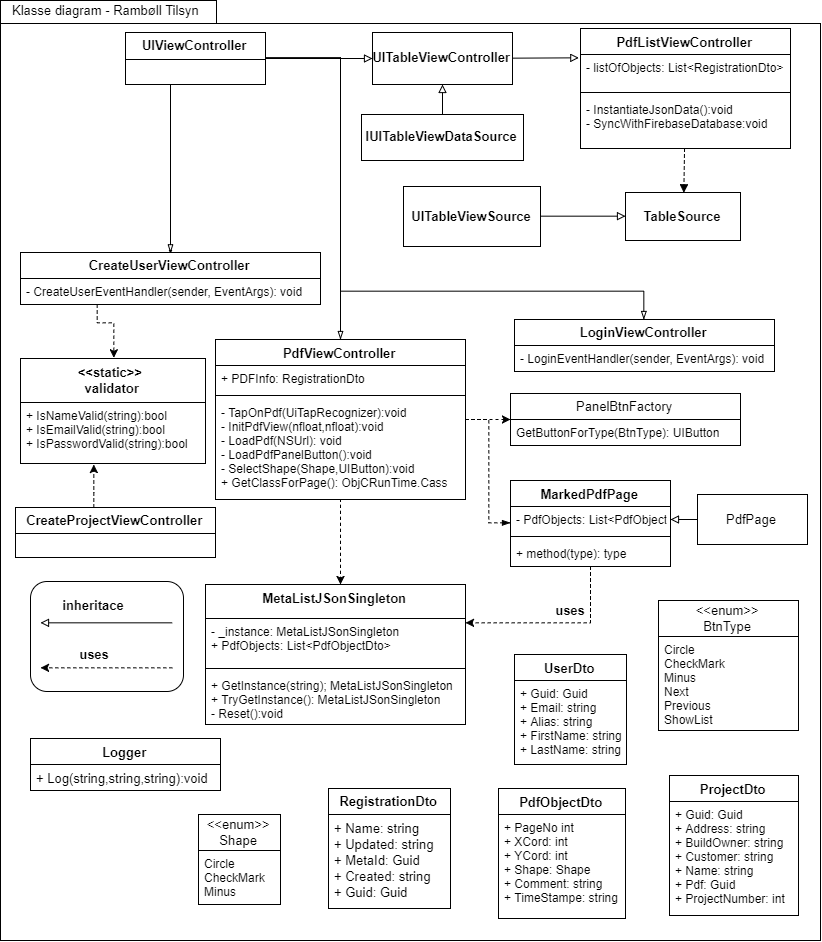 Klasse diagram - Rambøll Tilsyn
UIViewController
UITableViewController
PdfListViewController
- listOfObjects: List<RegistrationDto>
- InstantiateJsonData():void
- SyncWithFirebaseDatabase:void
IUITableViewDataSource
UITableViewSource
TableSource
CreateUserViewController
- CreateUserEventHandler(sender, EventArgs): void
LoginViewController
- LoginEventHandler(sender, EventArgs): void
<<static>>
validator
+ IsNameValid(string):bool
+ IsEmailValid(string):bool
+ IsPasswordValid(string):bool
PdfViewController
+ PDFInfo: RegistrationDto
- TapOnPdf(UiTapRecognizer):void
- InitPdfView(nfloat,nfloat):void
- LoadPdf(NSUrl): void
- LoadPdfPanelButton():void
- SelectShape(Shape,UIButton):void
+ GetClassForPage(): ObjCRunTime.Cass
PanelBtnFactory
GetButtonForType(BtnType): UIButton
CreateProjectViewController
MarkedPdfPage
- PdfObjects: List<PdfObject
+ method(type): type
PdfPage
inheritace
uses
MetaListJSonSingleton
- _instance: MetaListJSonSingleton
+ PdfObjects: List<PdfObjectDto>
+ GetInstance(string); MetaListJSonSingleton
+ TryGetInstance(): MetaListJSonSingleton
- Reset():void
uses
<<enum>>
BtnType
Circle
CheckMark
Minus
Next
Previous
ShowList
UserDto
+ Guid: Guid
+ Email: string
+ Alias: string
+ FirstName: string
+ LastName: string
Logger
+ Log(string,string,string):void
<<enum>>
Shape
Circle
CheckMark
Minus
RegistrationDto
+ Name: string
+ Updated: string
+ MetaId: Guid
+ Created: string
+ Guid: Guid
PdfObjectDto
+ PageNo int
+ XCord: int
+ YCord: int
+ Shape: Shape
+ Comment: string
+ TimeStampe: string
ProjectDto
+ Guid: Guid
+ Address: string
+ BuildOwner: string
+ Customer: string
+ Name: string
+ Pdf: Guid
+ ProjectNumber: int